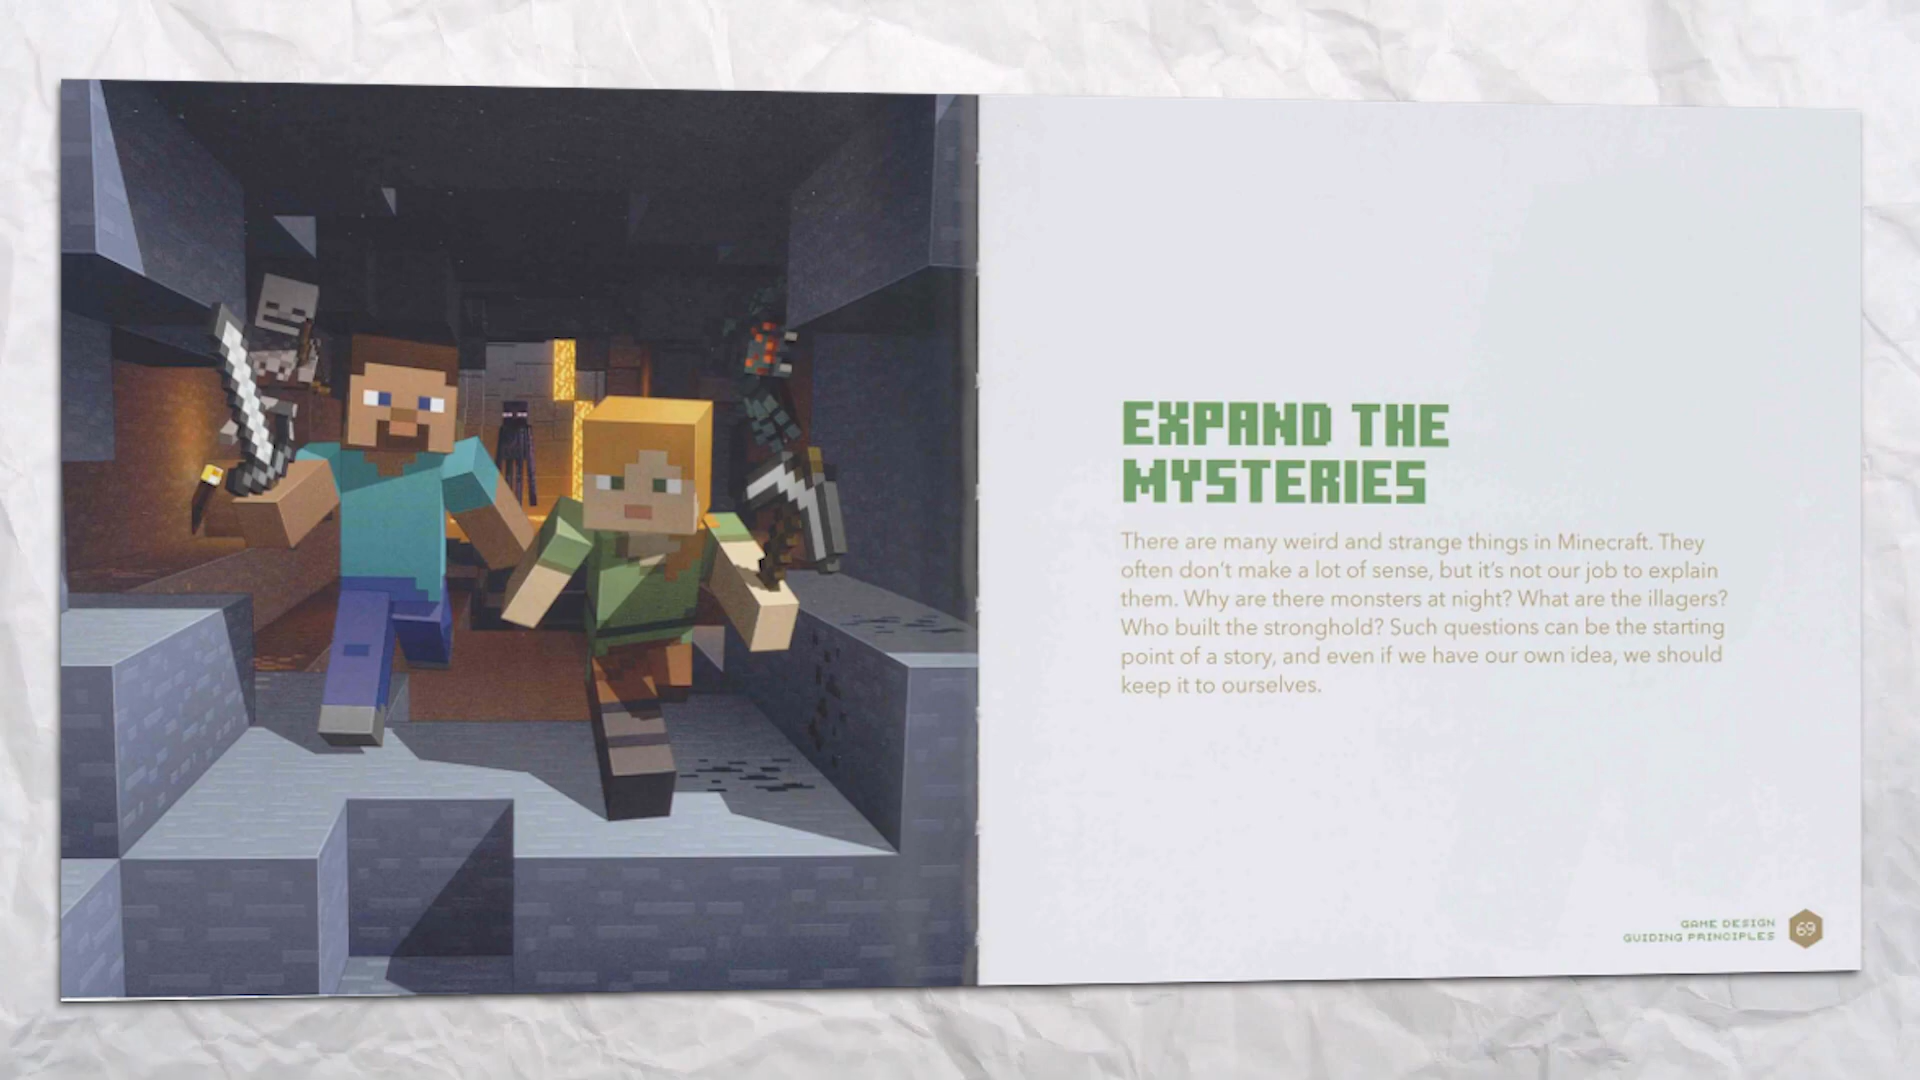 EXPAND THE
MYSTERIES
There are many weird and strange things in Minecraft. They
often don't make a lot of sense, but it's not our job to explain
them. Why are there monsters at night? What are the illagers?
Who built the stronghold? Such questions can be the starting
point of a story, and even if we have our own idea, we should
keep it to ourselves.
GAME DESIGN
GUIDING PRINCIPLES
69